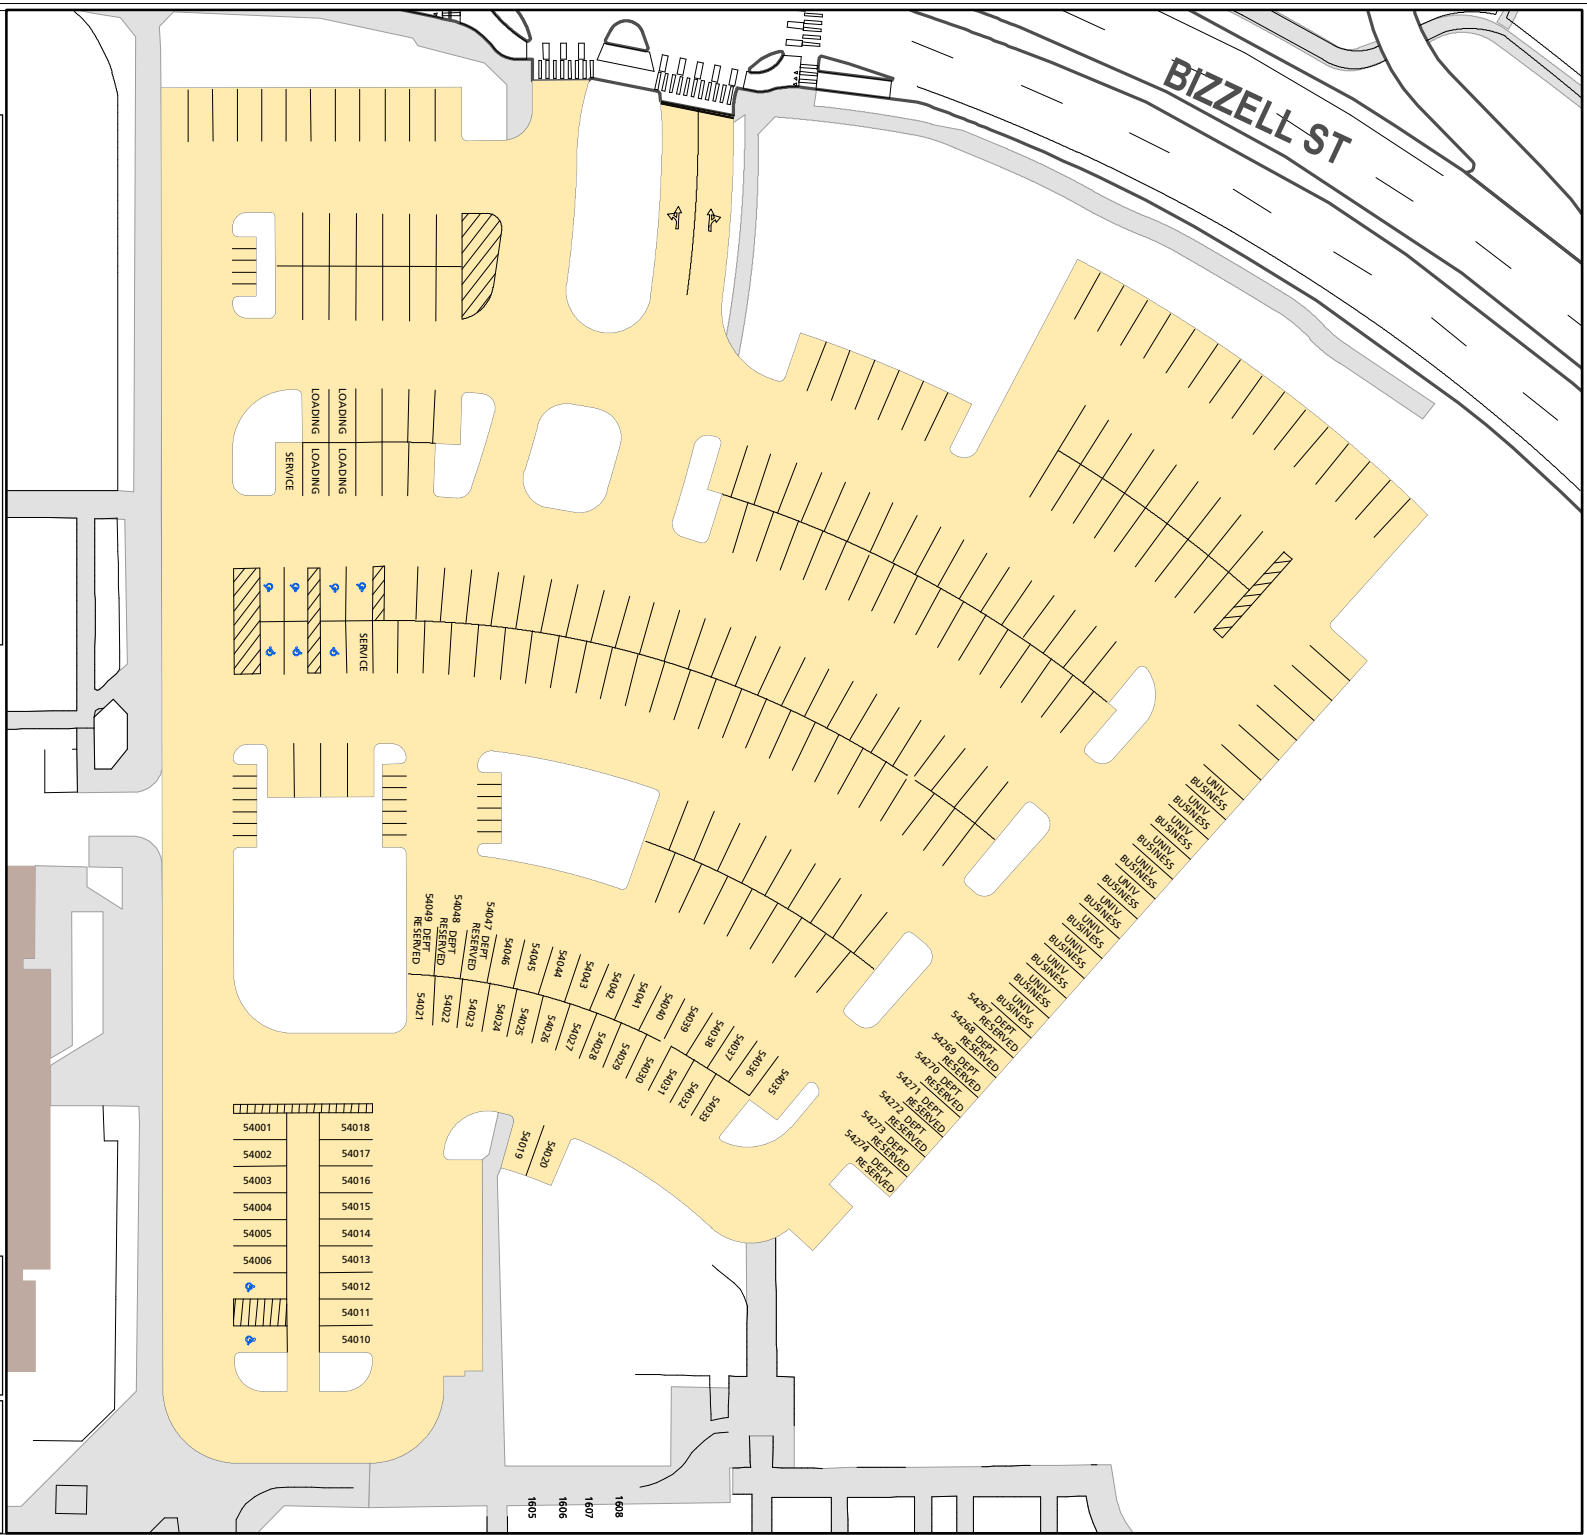 BIZZELL ST
LOADING
LOADING
SERVICE
LOADING
LOADING
SERVICE
UNIV
BUSINESS
UNIV
BUSINESS
UNIV
BUSINESS
UNIV
BUSINESS
UNIV
BUSINESS
UNIV
BUSINESS
UNIV
BUSINESS
UNIV
BUSINESS
UNIV
BUSINESS
UNIV
BUSINESS
UNIV
BUSINESS
UNIV
BUSINESS
54267 DEPT
RESERVED
54268 DEPT
RESERVED
54269 DEPT
RESERVED
54270 DEPT
RESERVED
54271 DEPT
RESERVED
54272 DEPT
RESERVED
54273 DEPT
RESERVED
54274 DEPT
RESERVED
54049 DEPT
RESERVED
54048 DEPT
RESERVED
54047 DEPT
RESERVED
54046
54045
54044
54043
54042
54041
54040
54039
54038
54037
54036
54035
54021
54022
54023
54024
54025
54026
54027
54028
54029
54030
54031
54032
54033
54019
54020
54001
54018
54002
54017
54003
54016
54004
54015
54005
54014
54006
54013
54012
54011
54010
1605
1606
1607
1608